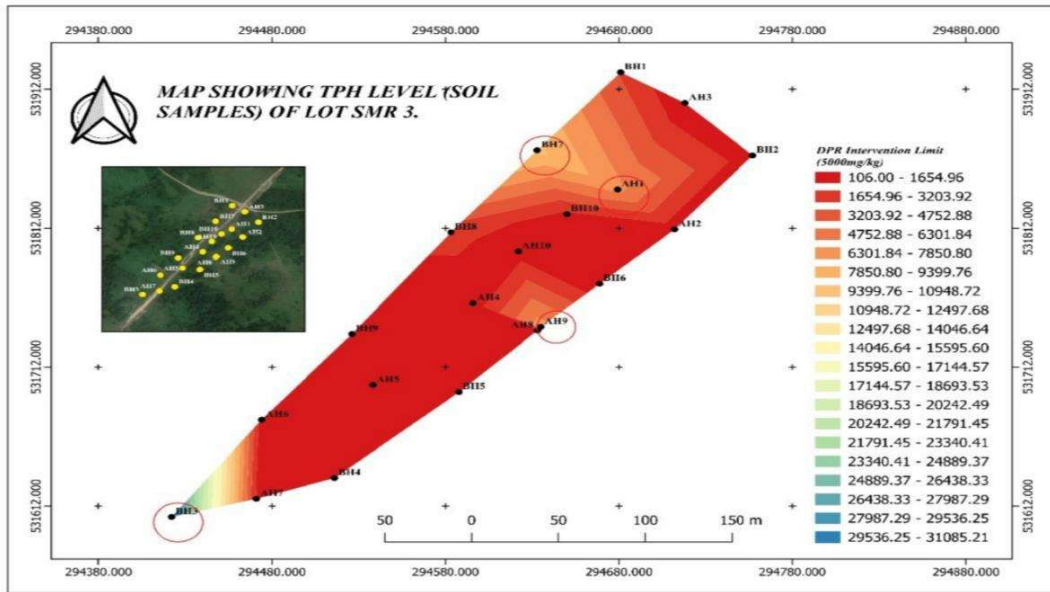 294380.000 294480.000 294580.000 294680.000 294780.000 294880.000
MAP SHOWING TPH LEVEL (SOIL
SAMPLES) OF LOT SMR 3.
531912.000
531812.000
531712.000
531612.000
531912.000
531812.000
531712.000
531612.000
BH1
AH3
BH7
BH2
AH1
BH10
AH2
BH8
AH10
BH6
AH4
AH8 AH9
BH9
AH5
BH5
AH6
BH4
AH7
BH3
DPR Intervention Limit
(5000mg/kg)
106.00 - 1654.96
1654.96 - 3203.92
3203.92 - 4752.88
4752.88 - 6301.84
6301.84 - 7850.80
7850.80 - 9399.76
9399.76 - 10948.72
10948.72 - 12497.68
12497.68 - 14046.64
14046.64 - 15595.60
15595.60 - 17144.57
17144.57 - 18693.53
18693.53 - 20242.49
20242.49 - 21791.45
21791.45 - 23340.41
23340.41 - 24889.37
24889.37 - 26438.33
26438.33 - 27987.29
27987.29 - 29536.25
29536.25 - 31085.21
50 0 50 100 150 m
294380.000 294480.000 294580.000 294680.000 294780.000 294880.000